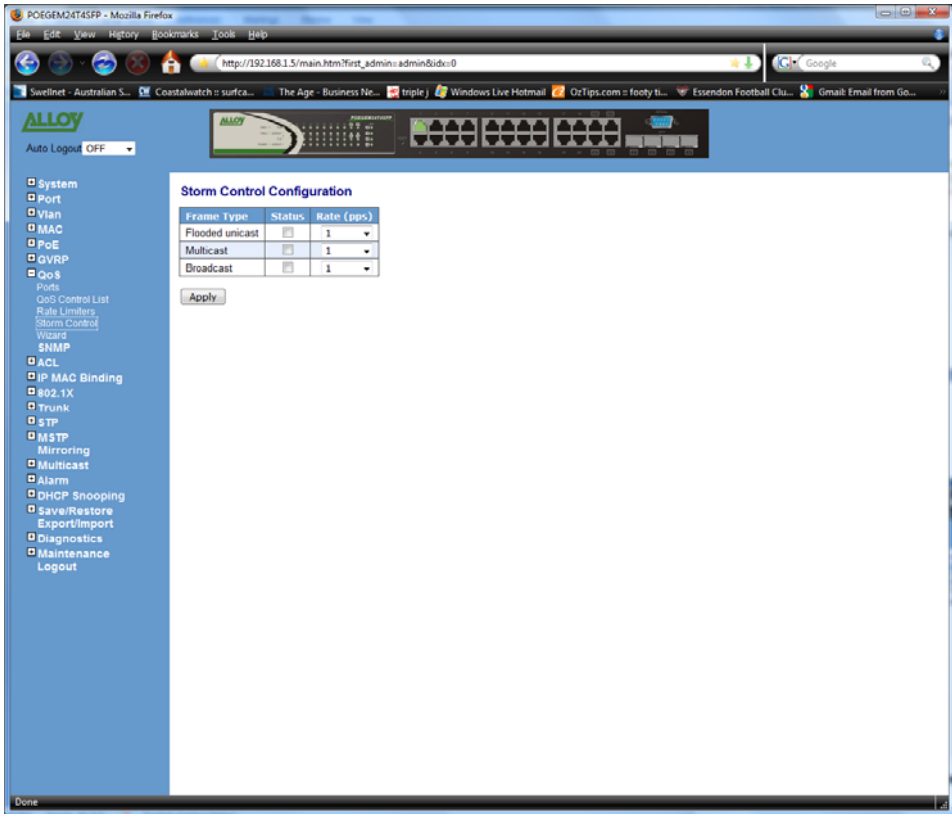 POEGEM24T4SFP - Mozilla Firefox
File Edit View History Bookmarks Tools Help
http://192.168.1.5/main.htm?first_admin=admin&idx=0
Google
Swellnet - Australian S... Coastalwatch :: surfca... The Age - Business Ne... triple j Windows Live Hotmail OzTips.com :: footy ti... Essendon Football Clu... Gmail: Email from Go...
ALLOY
Auto Logout OFF
ALLOY
System
Port
Vlan
MAC
PoE
GVRP
QoS
Ports
QoS Control List
Rate Limiters
Storm Control
Wizard
SNMP
ACL
IP MAC Binding
802.1X
Trunk
STP
MSTP
Mirroring
Multicast
Alarm
DHCP Snooping
Save/Restore
Export/Import
Diagnostics
Maintenance
Logout
Storm Control Configuration
Frame Type Status Rate (pps)
Flooded unicast 1
Multicast 1
Broadcast 1
Apply
Done